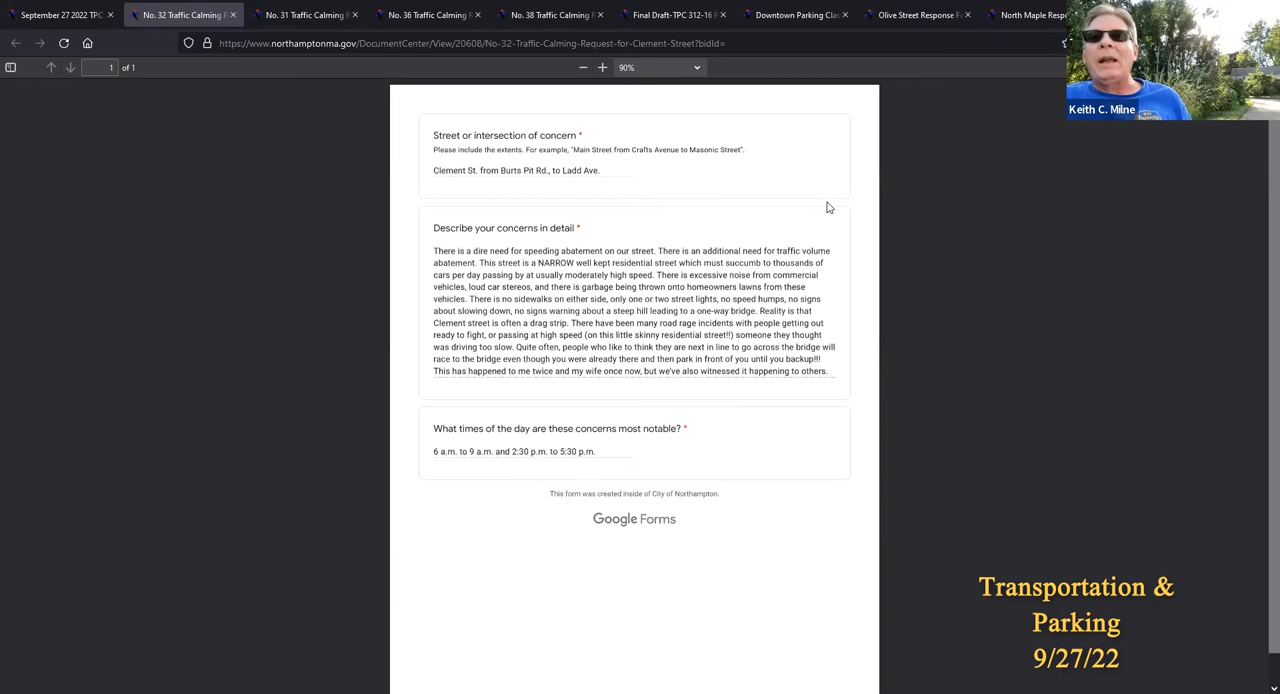 September 27 2022 TPC
No. 32 Traffic Calming R
No. 31 Traffic Calming R
No. 36 Traffic Calming R
No. 38 Traffic Calming R
Final Draft-TPC 312-16 P
Downtown Parking Cla
Olive Street Response F
North Maple Resp
https://www.northamptonma.gov/DocumentCenter/View/20608/No-32-Traffic-Calming-Request-for-Clement-Street?bidId=
1 of 1
90%
Keith C. Milne
Street or intersection of concern *
Please include the extents. For example, "Main Street from Crafts Avenue to Masonic Street".
Clement St. from Burts Pit Rd., to Ladd Ave.
Describe your concerns in detail *
There is a dire need for speeding abatement on our street. There is an additional need for traffic volume
abatement. This street is a NARROW well kept residential street which must succumb to thousands of
cars per day passing by at usually moderately high speed. There is excessive noise from commercial
vehicles, loud car stereos, and there is garbage being thrown onto homeowners lawns from these
vehicles. There is no sidewalks on either side, only one or two street lights, no speed humps, no signs
about slowing down, no signs warning about a steep hill leading to a one-way bridge. Reality is that
Clement street is often a drag strip. There have been many road rage incidents with people getting out
ready to fight, or passing at high speed (on this little skinny residential street!!) someone they thought
was driving too slow. Quite often, people who like to think they are next in line to go across the bridge will
race to the bridge even though you were already there and then park in front of you until you backup!!!
This has happened to me twice and my wife once now, but we've also witnessed it happening to others.
What times of the day are these concerns most notable? *
6 a.m. to 9 a.m. and 2:30 p.m. to 5:30 p.m.
This form was created inside of City of Northampton.
Google Forms
Transportation &
Parking
9/27/22